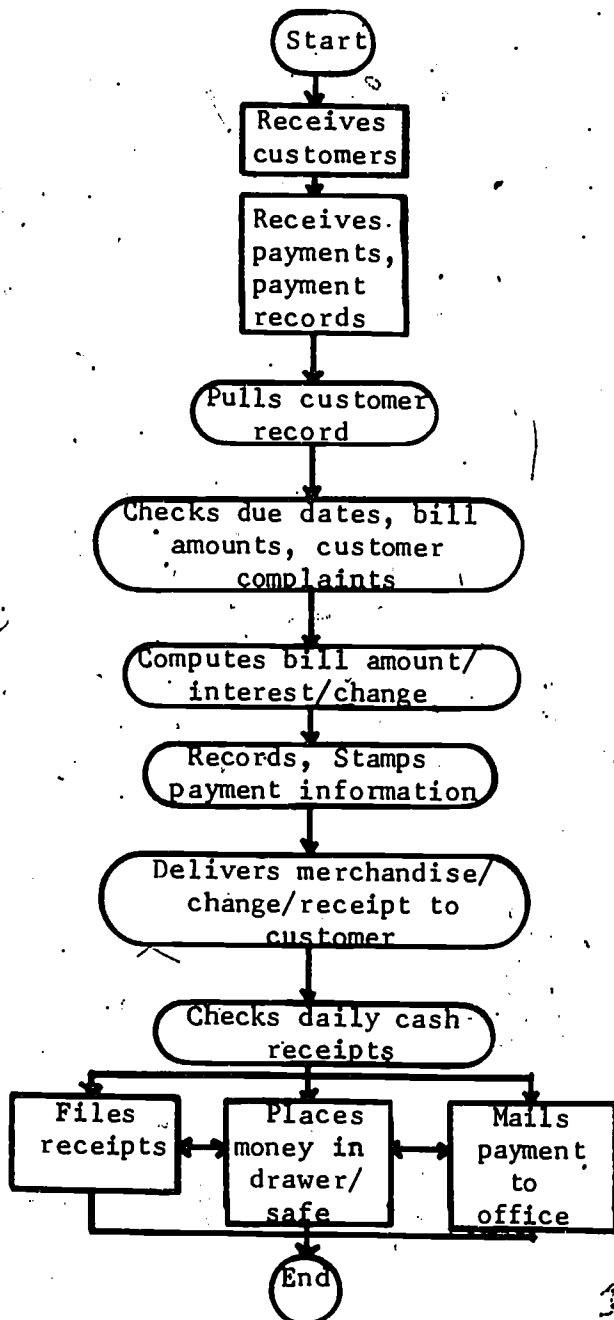 Start
Receives
customers
Receives
payments,
payment
records
Pulls customer
record
Checks due dates, bill
amounts, customer
complaints
Computes bill amount/
interest/change
Records, Stamps
payment information
Delivers merchandise/
change/receipt to
customer
Checks daily cash
receipts
Files
receipts
Places
money in
drawer/
safe
Mails
payment
to
office
End